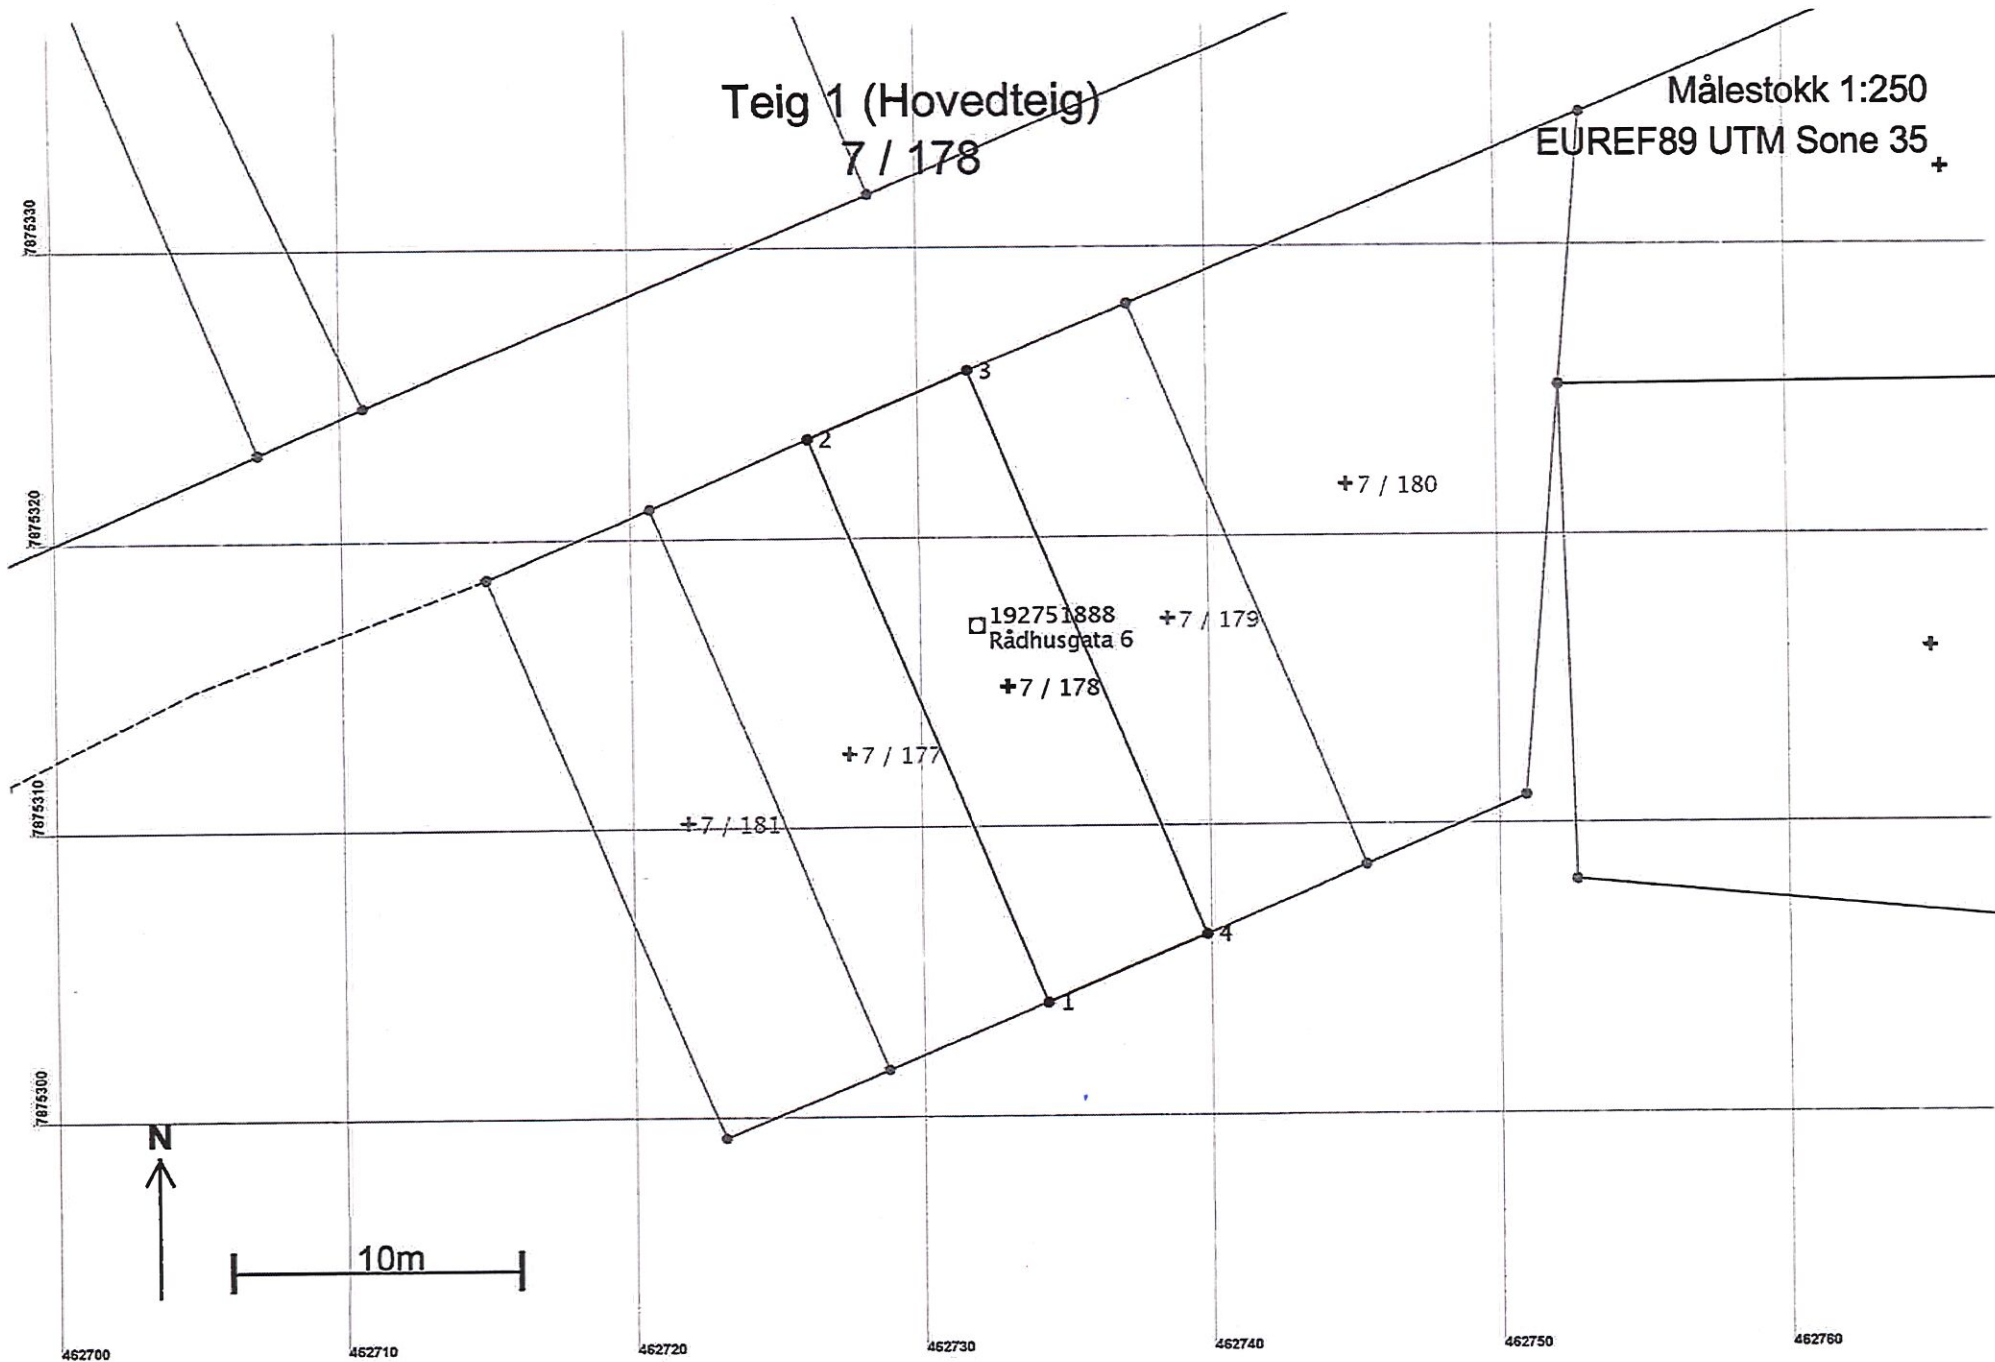 Teig 1 (Hovedteig)
7 / 178
Målestokk 1:250
EUREF89 UTM Sone 35
7875330
3
2
7 / 180
7875320
192751888
Rådhusgata 6
7 / 179
7 / 178
7 / 177
7875310
7 / 181
4
1
7875300
N
10m
462700
462710
462720
462730
462740
462750
462760